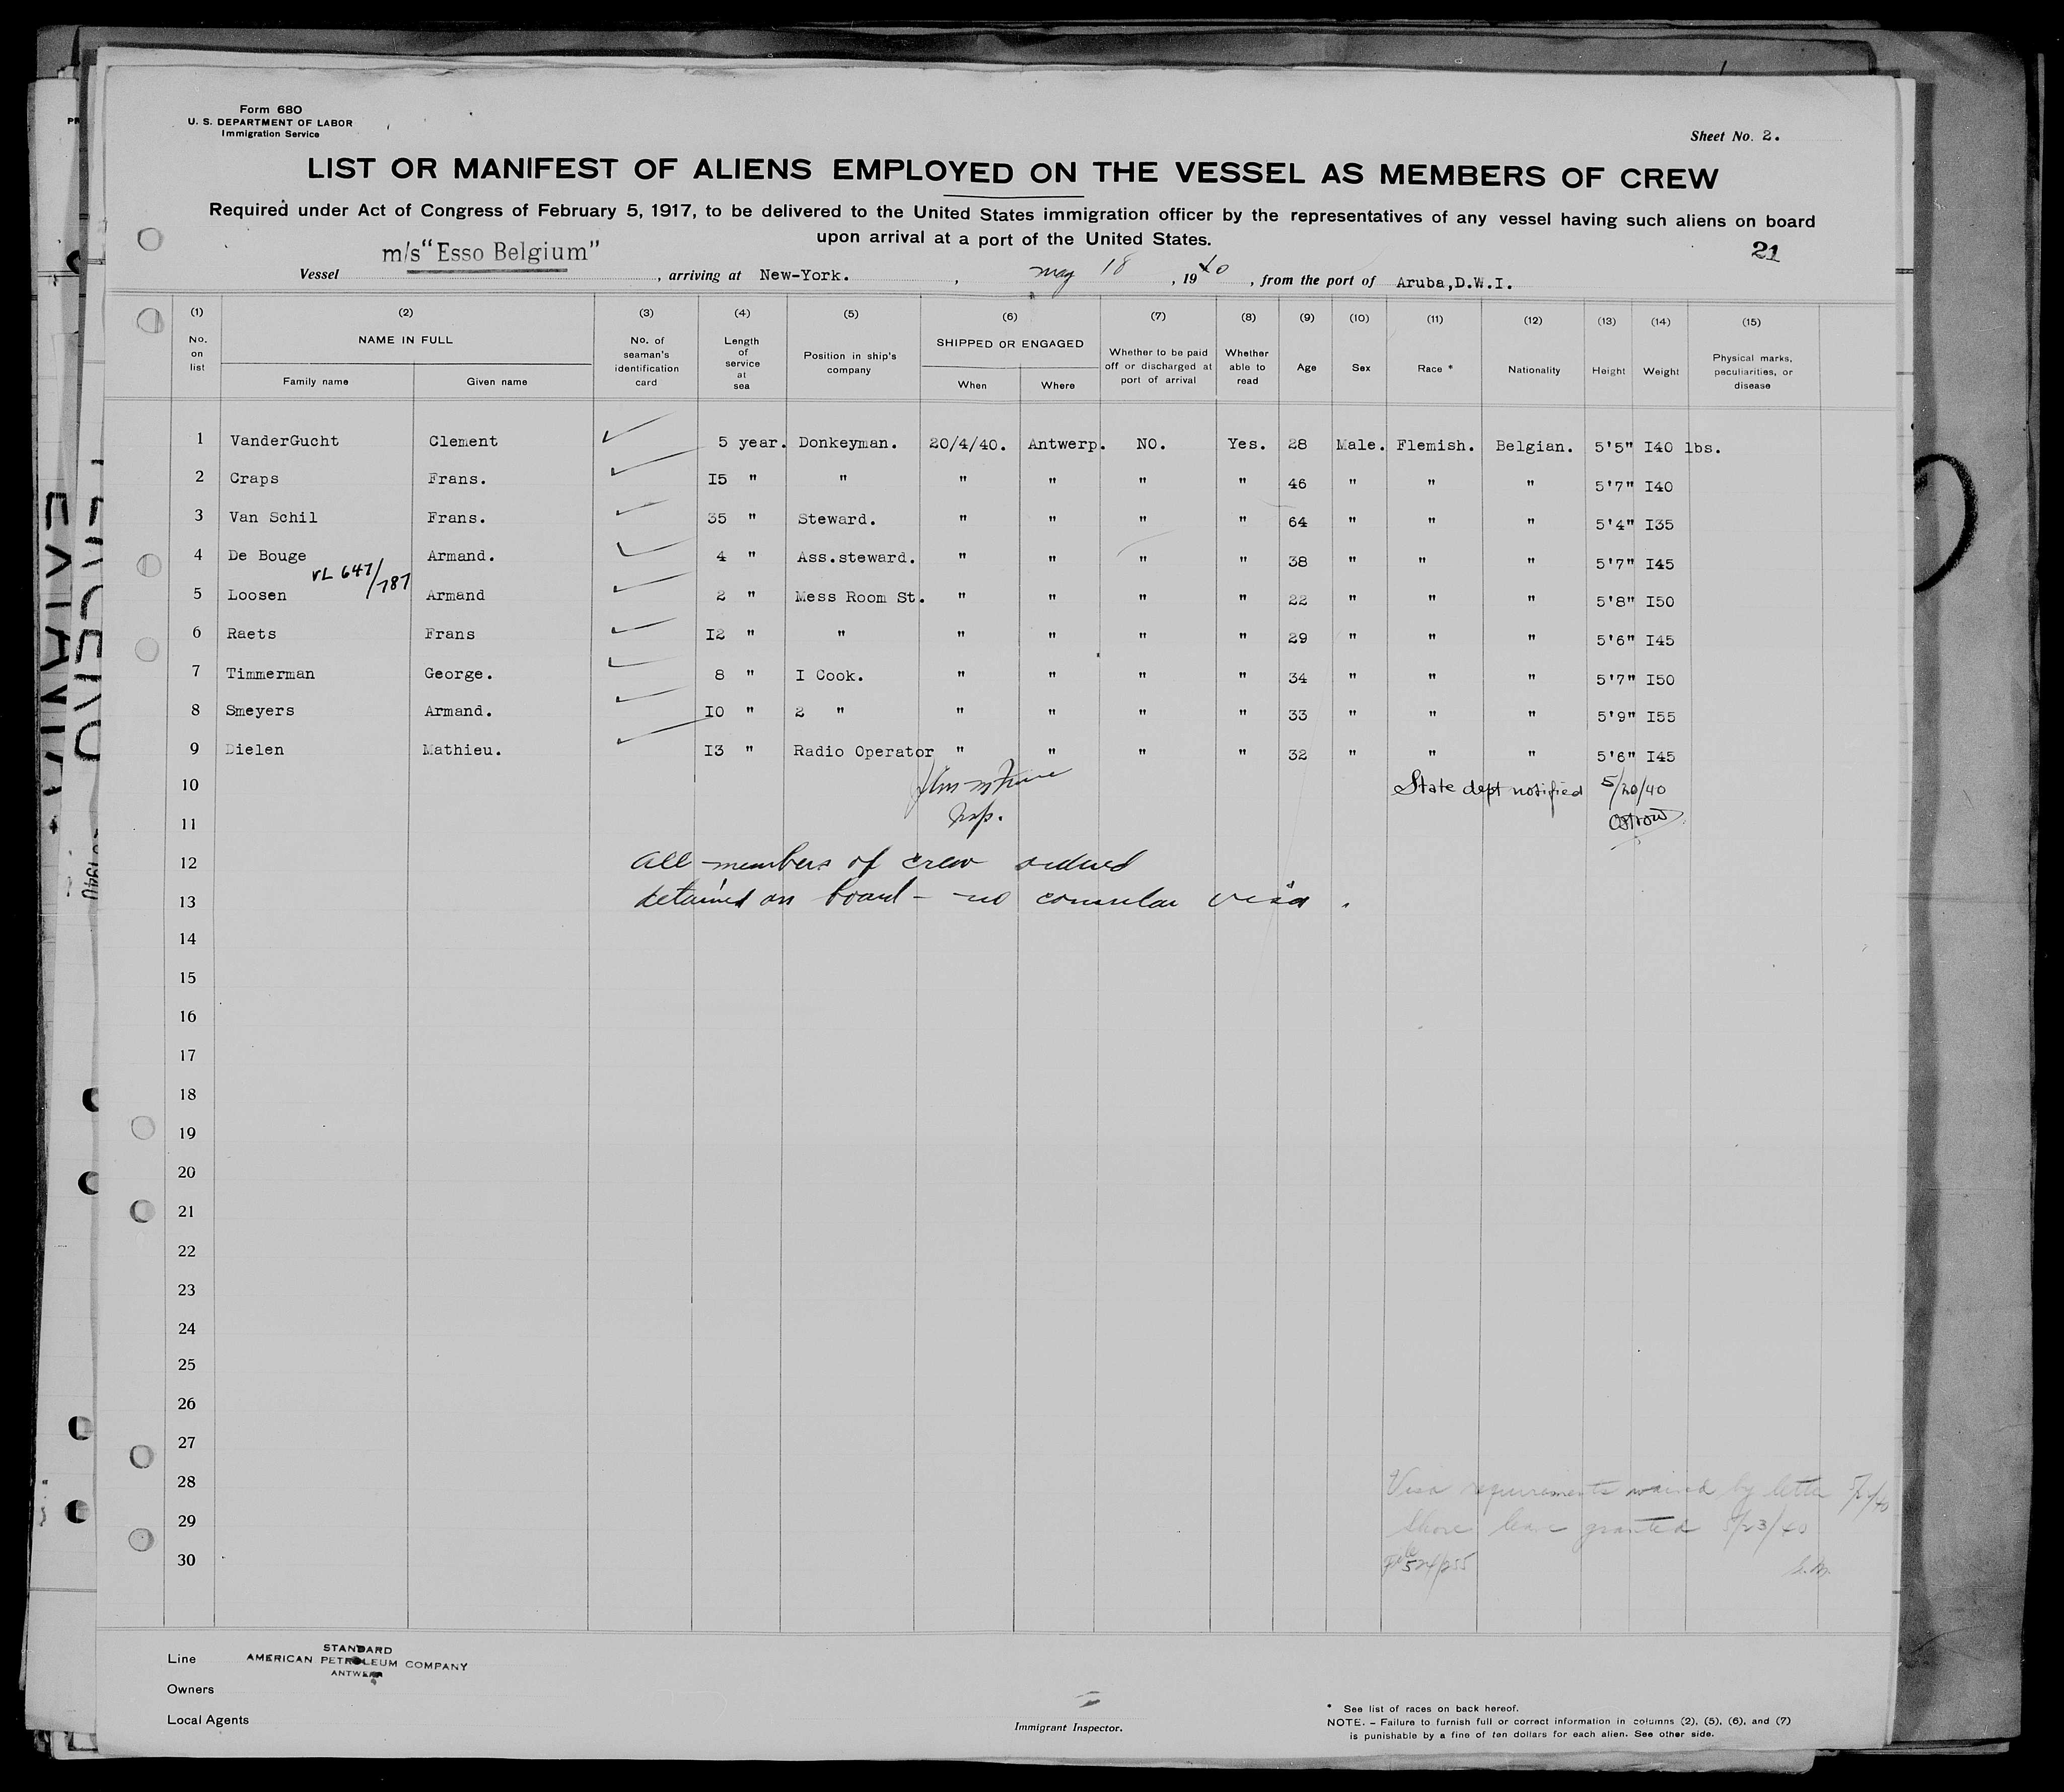 Form 680
U. S. DEPARTMENT OF LABOR
Immigration Service
Sheet No. 2.
LIST OR MANIFEST OF ALIENS EMPLOYED ON THE VESSEL AS MEMBERS OF CREW
Required under Act of Congress of February 5, 1917, to be delivered to the United States immigration officer by the representatives of any vessel having such aliens on board
upon arrival at a port of the United States.
21
Vessel m/s "Esso Belgium", arriving at New-York. , may 18 , 1940 , from the port of Aruba,D.W.I.
(1) (2) (3) (4) (5) (6) (7) (8) (9) (10) (11) (12) (13) (14) (15)
No. on list NAME IN FULL Family name Given name No. of seaman's identification card Length of service at sea Position in ship's company SHIPPED OR ENGAGED When Where Whether to be paid off or discharged at port of arrival Whether able to read Age Sex Race * Nationality Height Weight Physical marks, peculiarities, or disease
1 VanderGucht Clement 5 year. Donkeyman. 20/4/40. Antwerp. NO. Yes. 28 Male. Flemish. Belgian. 5'5" I40 lbs.
2 Craps Frans. I5 " " " " " " 46 " " " 5'7" I40
3 Van Schil Frans. 35 " Steward. " " " " 64 " " " 5'4" I35
4 De Bouge Armand. 4 " Ass.steward. " " " " 38 " " " 5'7" I45
VL 647/787
5 Loosen Armand 2 " Mess Room St. " " " " 22 " " " 5'8" I50
6 Raets Frans I2 " " " " " " 29 " " " 5'6" I45
7 Timmerman George. 8 " I Cook. " " " " 34 " " " 5'7" I50
8 Smeyers Armand. I0 " 2 " " " " " 33 " " " 5'9" I55
9 Dielen Mathieu. I3 " Radio Operator " " " " 32 " " " 5'6" I45
10 State dept notified 5/20/40
11 Insp.
12 All members of crew ordered
13 detained on board - no consular visa.
14
15
16
17
18
19
20
21
22
23
24
25
26
27
28 Visa requirements waived by letter
29 Shore leave granted 5/23/40
30
Line STANDARD
AMERICAN PETROLEUM COMPANY
ANTWERP
Owners
Local Agents
Immigrant Inspector.
* See list of races on back hereof.
NOTE. – Failure to furnish full or correct information in columns (2), (5), (6), and (7)
is punishable by a fine of ten dollars for each alien. See other side.